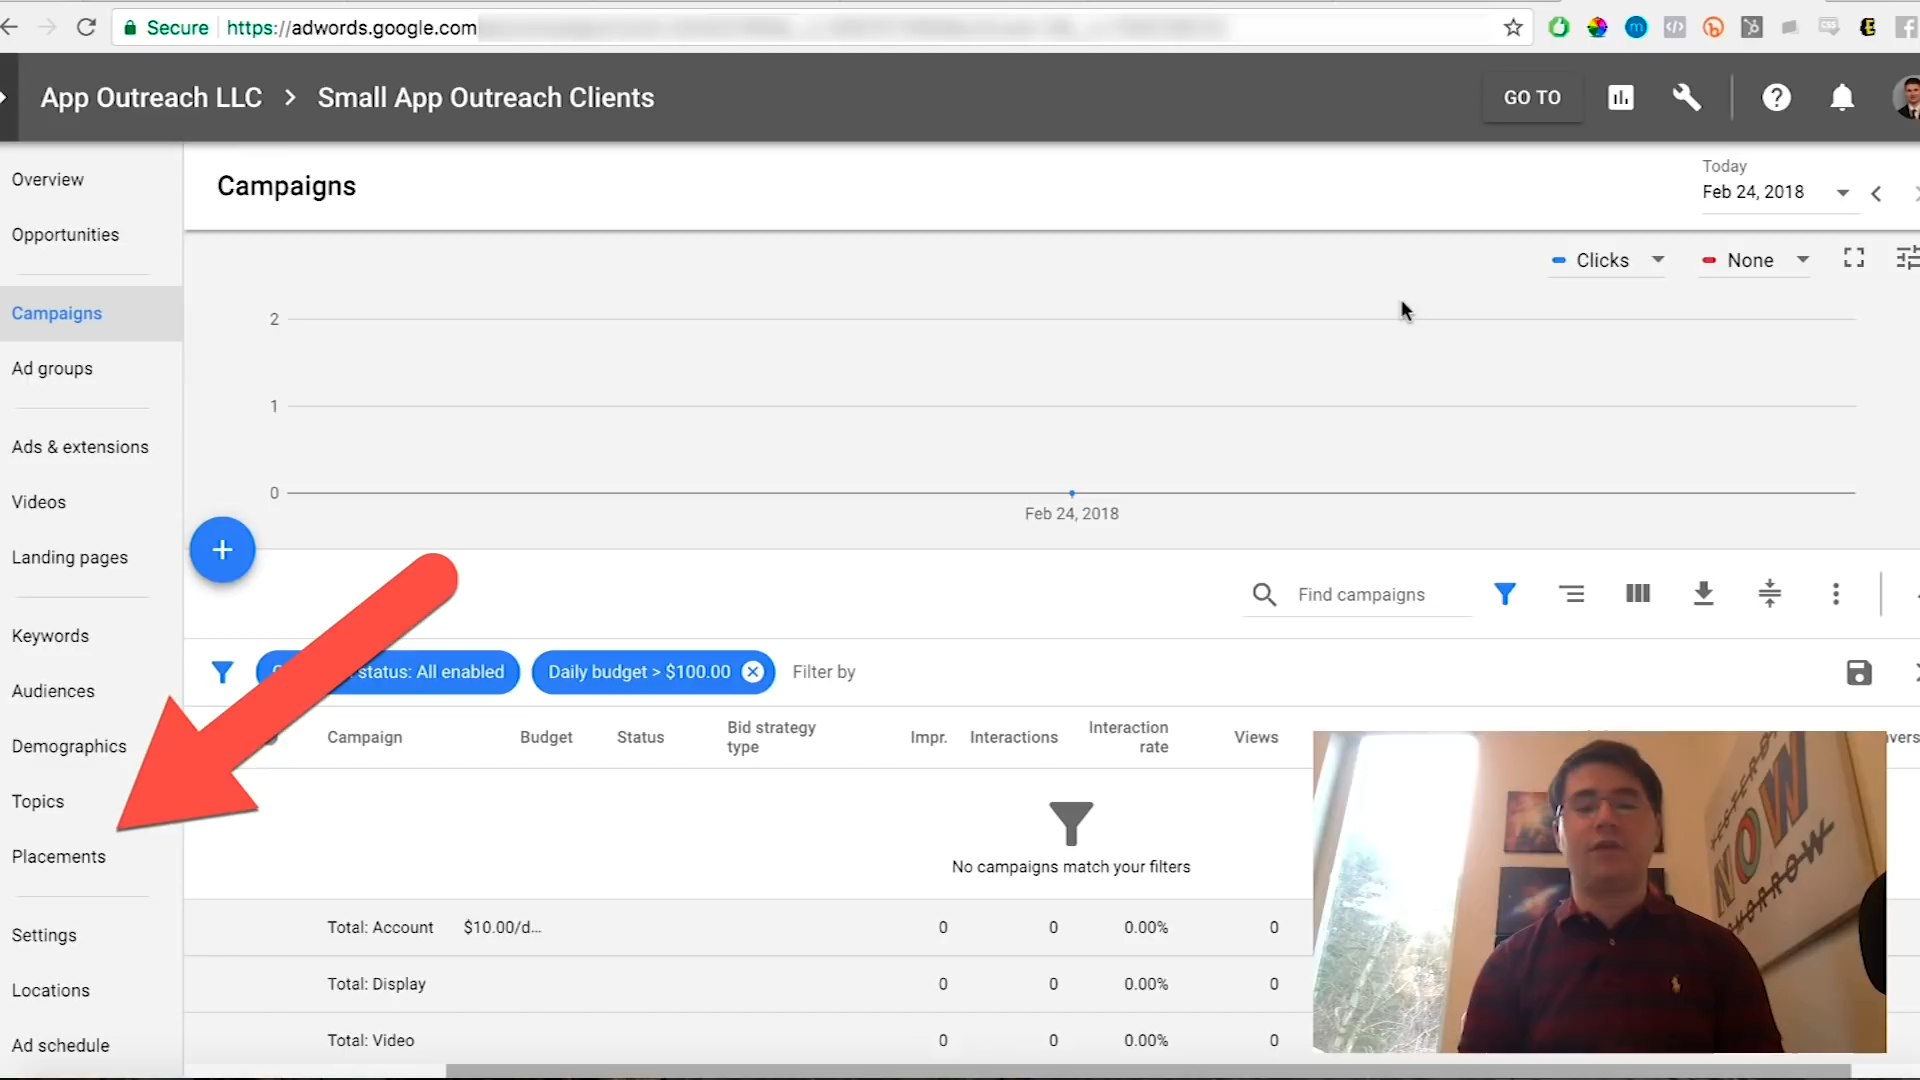 Secure https://adwords.google.com
App Outreach LLC > Small App Outreach Clients
GO TO
Overview
Opportunities
Campaigns
Ad groups
Ads & extensions
Videos
Landing pages
Keywords
Audiences
Demographics
Topics
Placements
Settings
Locations
Ad schedule
Campaigns
Today
Feb 24, 2018
Clicks
None
2
1
0
Feb 24, 2018
Find campaigns
status: All enabled
Daily budget > $100.00
Filter by
Campaign
Budget
Status
Bid strategy
type
Impr.
Interactions
Interaction
rate
Views
No campaigns match your filters
Total: Account $10.00/d... 0 0 0.00% 0
Total: Display 0 0 0.00% 0
Total: Video 0 0 0.00% 0
NOW